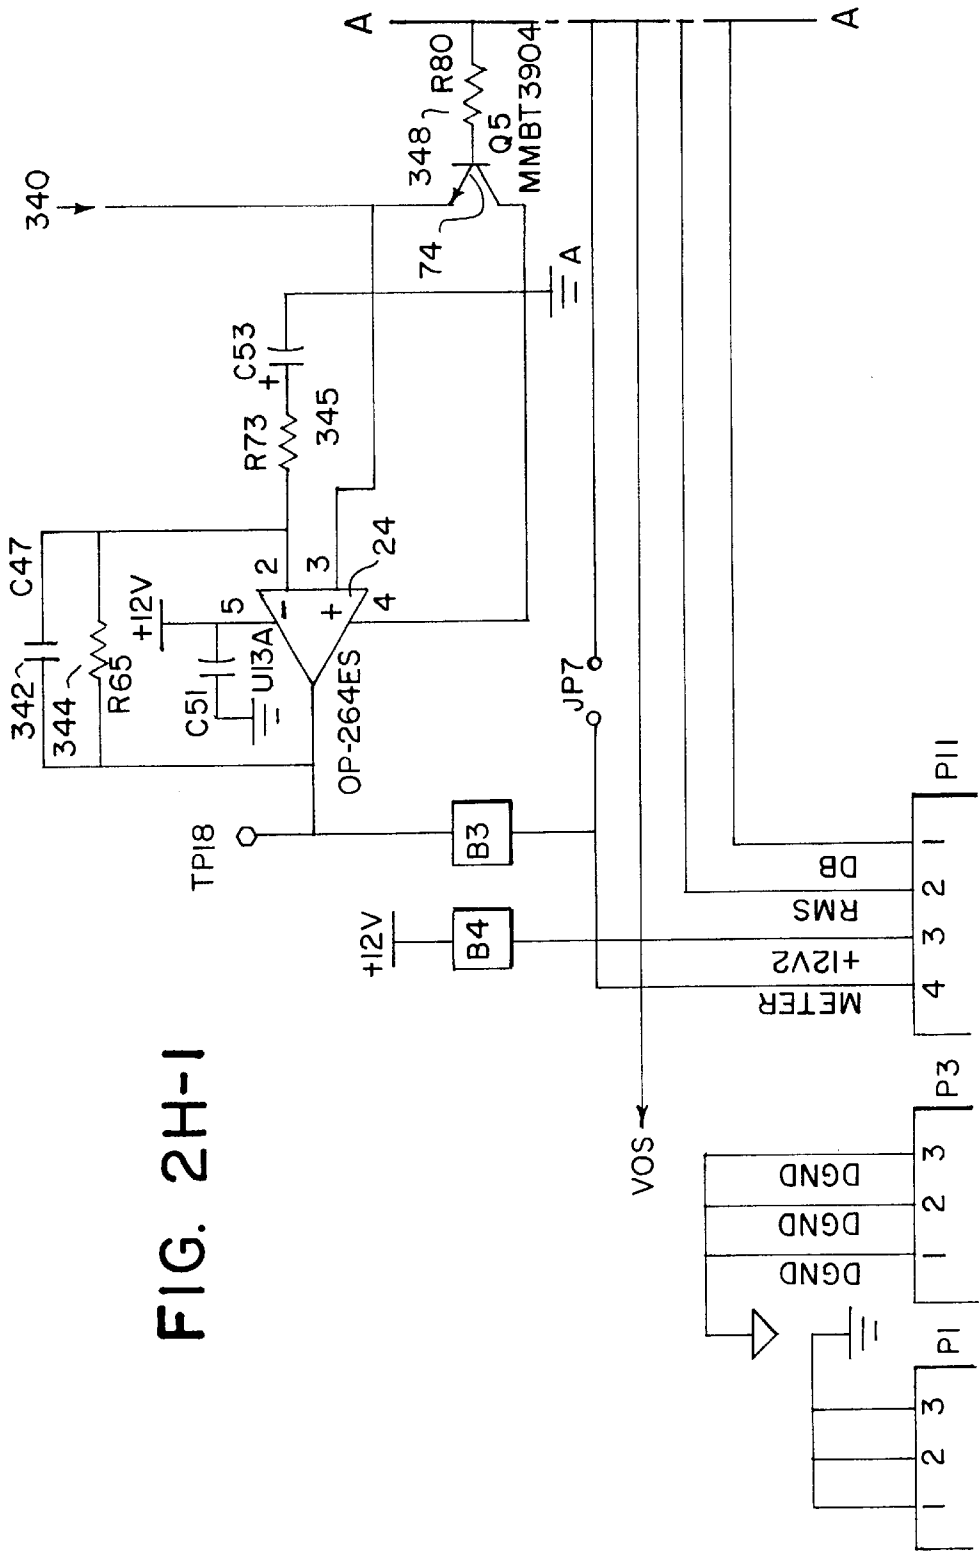 FIG. 2H-1
340
A
348
R80
Q5
MMBT3904
74
A
C53
+
R73
345
C47
342
344
R65
+12V
C51
5
2
3
4
-
+
U13A
24
OP-264ES
TP18
B3
JP7
+12V
B4
VOS
A
DB
RMS
+12V2
METER
1
2
3
4
P11
DGND
DGND
DGND
1
2
3
P3
1
2
3
P1